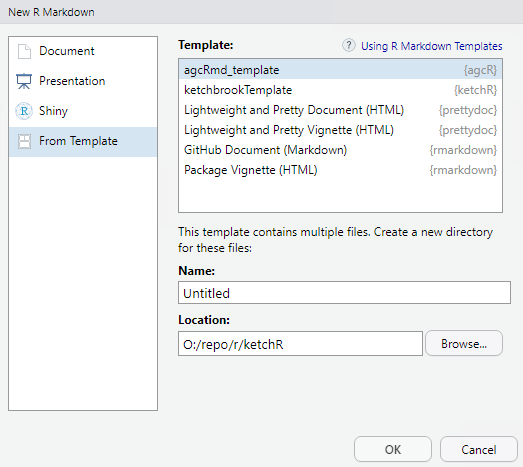 New R Markdown
Document
Presentation
Shiny
From Template
Template:
? Using R Markdown Templates
agcRmd_template {agcR}
ketchbrookTemplate {ketchR}
Lightweight and Pretty Document (HTML) {prettydoc}
Lightweight and Pretty Vignette (HTML) {prettydoc}
GitHub Document (Markdown) {rmarkdown}
Package Vignette (HTML) {rmarkdown}
This template contains multiple files. Create a new directory
for these files:
Name:
Untitled
Location:
O:/repo/r/ketchR
Browse...
OK
Cancel